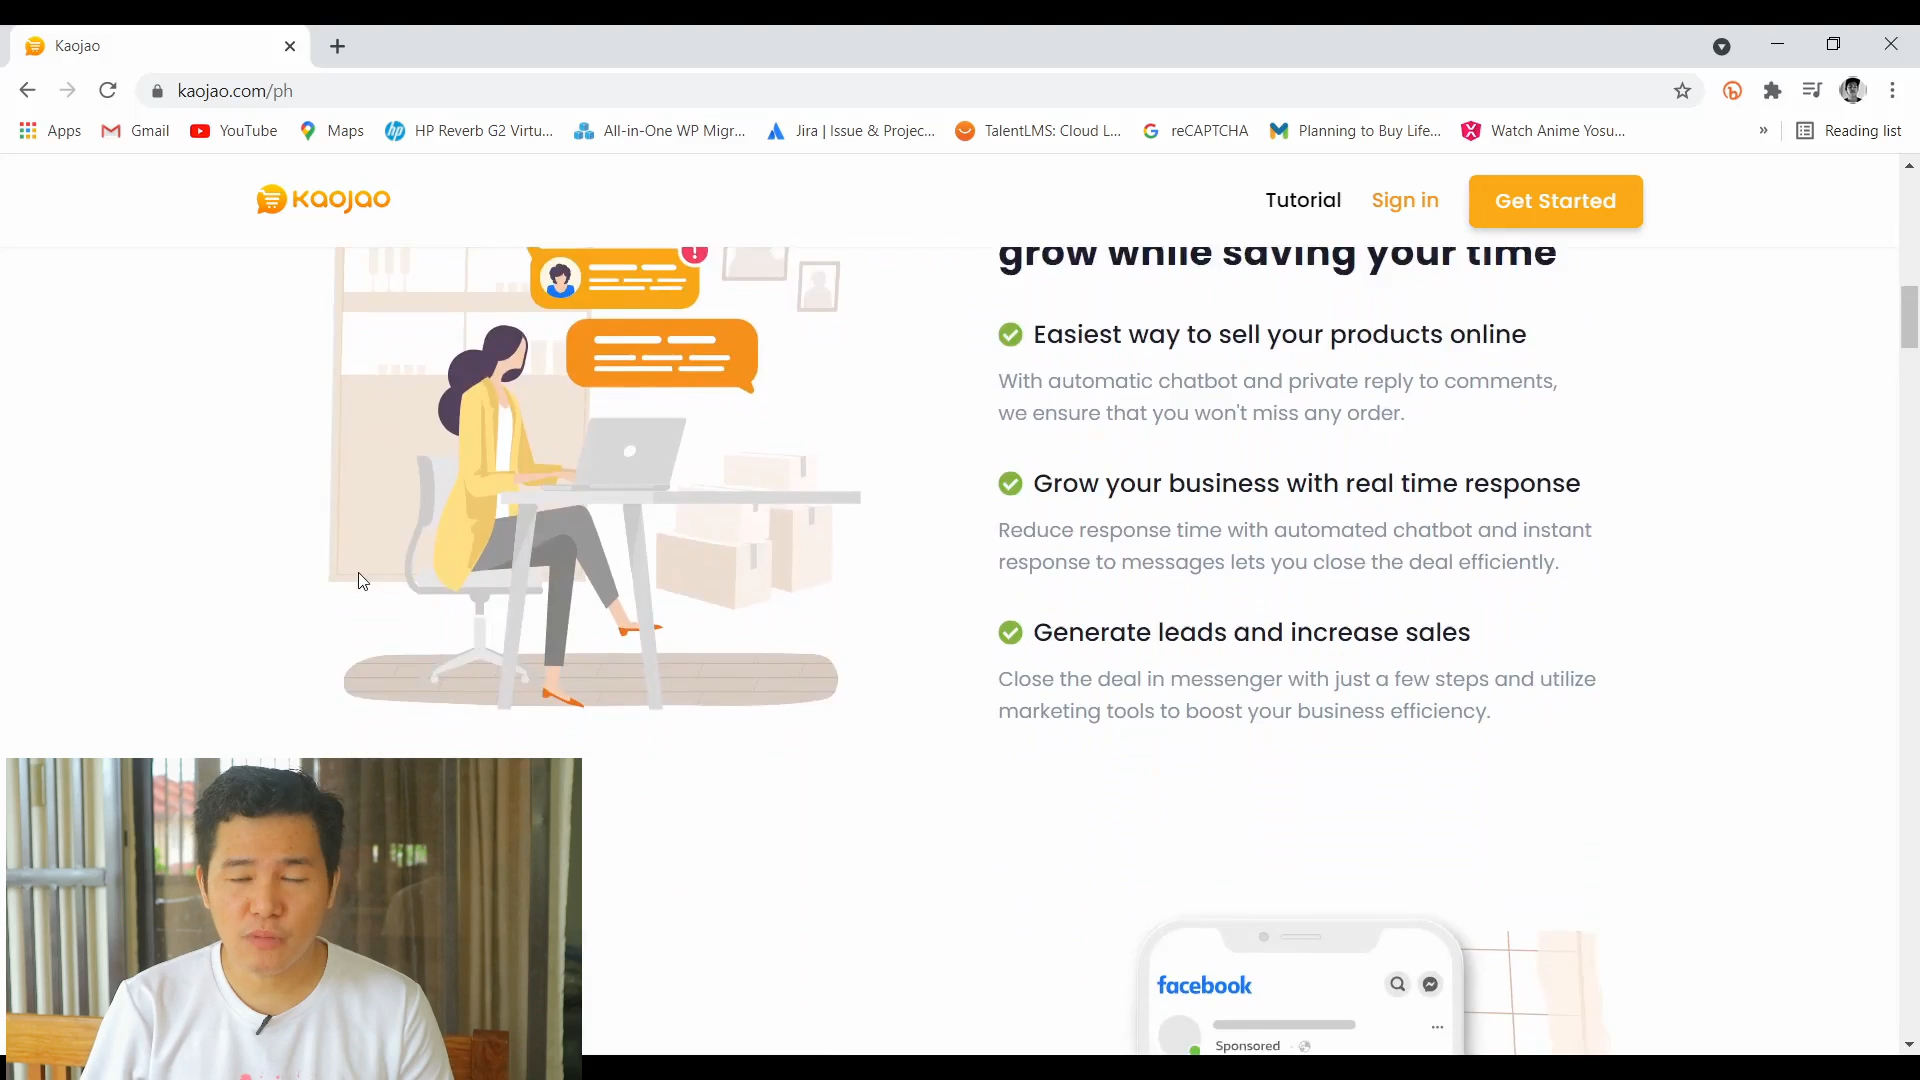 Kaojao
kaojao.com/ph
Apps Gmail YouTube Maps HP Reverb G2 Virtu... All-in-One WP Migr... Jira | Issue & Projec... TalentLMS: Cloud L... reCAPTCHA Planning to Buy Life... Watch Anime Yosu... » Reading list
Kaojao Tutorial Sign in Get Started
grow while saving your time
Easiest way to sell your products online
With automatic chatbot and private reply to comments,
we ensure that you won't miss any order.
Grow your business with real time response
Reduce response time with automated chatbot and instant
response to messages lets you close the deal efficiently.
Generate leads and increase sales
Close the deal in messenger with just a few steps and utilize
marketing tools to boost your business efficiency.
facebook
Sponsored